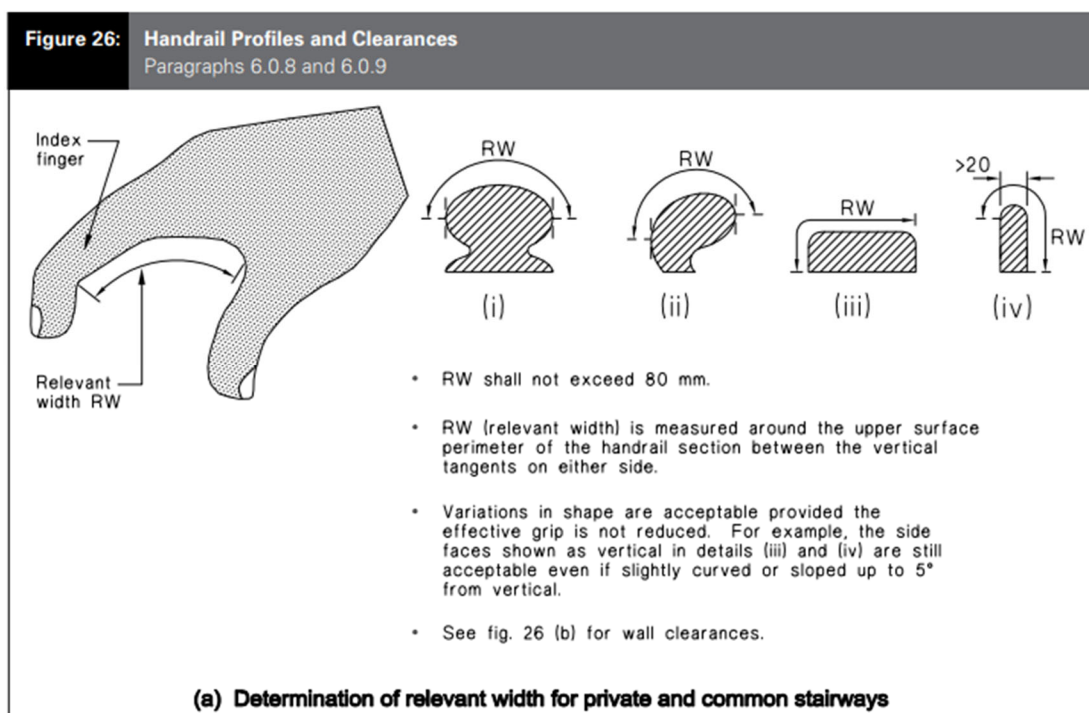 Figure 26:
Handrail Profiles and Clearances
Paragraphs 6.0.8 and 6.0.9
Index
finger
Relevant
width RW
RW
RW
RW
>20
RW
(i)
(ii)
(iii)
(iv)
• RW shall not exceed 80 mm.
• RW (relevant width) is measured around the upper surface
perimeter of the handrail section between the vertical
tangents on either side.
• Variations in shape are acceptable provided the
effective grip is not reduced. For example, the side
faces shown as vertical in details (iii) and (iv) are still
acceptable even if slightly curved or sloped up to 5°
from vertical.
• See fig. 26 (b) for wall clearances.
(a) Determination of relevant width for private and common stairways